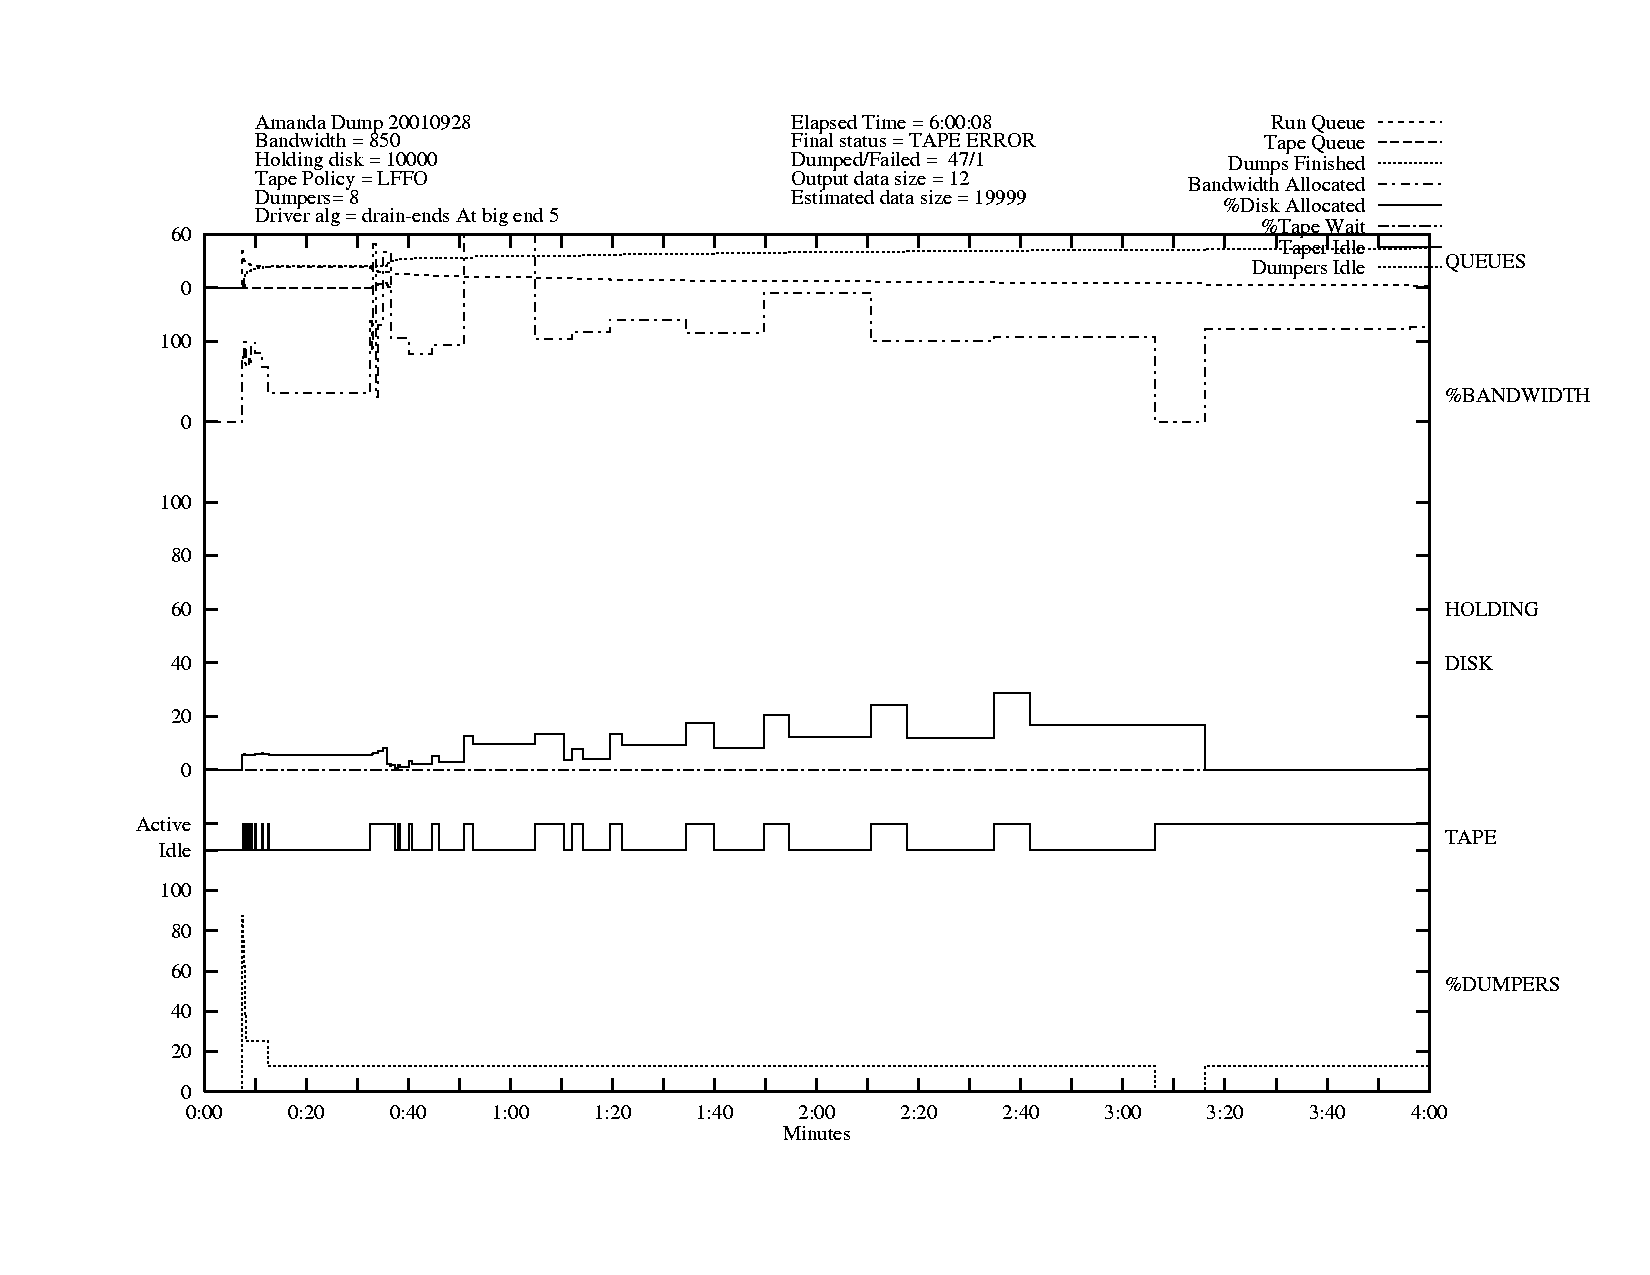 Amanda Dump 20010928
Bandwidth = 850
Holding disk = 10000
Tape Policy = LFFO
Dumpers= 8
Driver alg = drain-ends At big end 5
Elapsed Time = 6:00:08
Final status = TAPE ERROR
Dumped/Failed =  47/1
Output data size = 12
Estimated data size = 19999
Run Queue
Tape Queue
Dumps Finished
Bandwidth Allocated
%Disk Allocated
%Tape Wait
Taper Idle
Dumpers Idle
60
0
QUEUES
100
0
%BANDWIDTH
100
80
60
40
20
0
HOLDING
DISK
Active
Idle
TAPE
100
80
60
40
20
0
%DUMPERS
0:00 0:20 0:40 1:00 1:20 1:40 2:00 2:20 2:40 3:00 3:20 3:40 4:00
Minutes